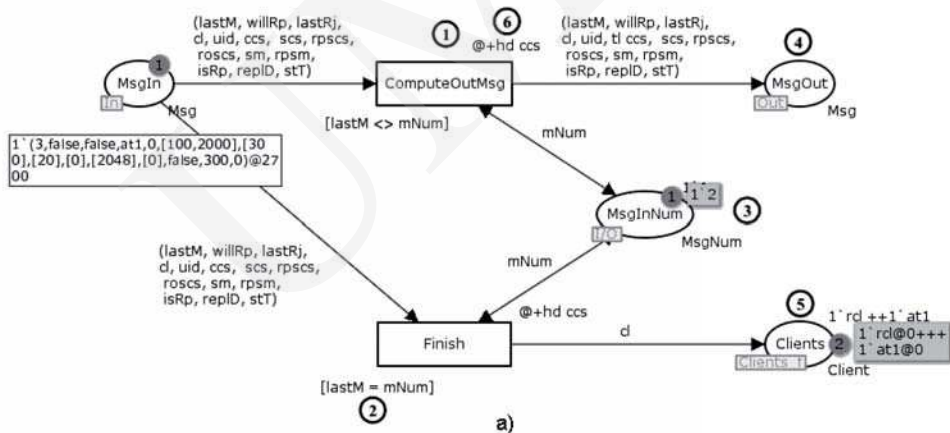 (lastM, willRp, lastRj,
cl, uid, ccs, scs, rpscs,
roscs, sm, rpsm,
isRp, replD, stT)
1
6
@+hd ccs
(lastM, willRp, lastRj,
cl, uid, tl ccs, scs, rpscs,
roscs, sm, rpsm,
isRp, replD, stT)
4
MsgIn
1
In
Msg
ComputeOutMsg
[lastM <> mNum]
MsgOut
Out
Msg
1`(3,false,false,at1,0,[100,2000],[30
0],[20],[0],[2048],[0],false,300,0)@27
00
mNum
MsgInNum
1
1`2
I/O
MsgNum
3
(lastM, willRp, lastRj,
cl, uid, ccs, scs, rpscs,
roscs, sm, rpsm,
isRp, replD, stT)
mNum
@+hd ccs
Finish
cl
[lastM = mNum]
2
5
1`rcl ++1`at1
Clients
2
1`rcl@0+++
1`at1@0
Client
a)